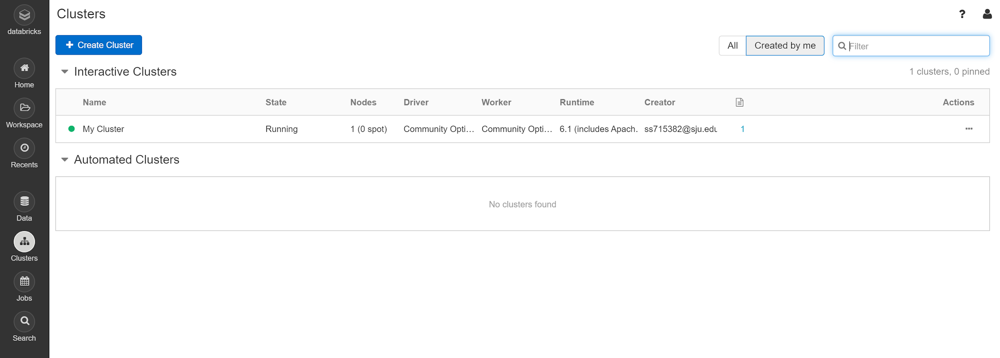 databricks
Home
Workspace
Recents
Data
Clusters
Jobs
Search
Clusters
?
+ Create Cluster
All Created by me Filter
Interactive Clusters 1 clusters, 0 pinned
Name State Nodes Driver Worker Runtime Creator Actions
My Cluster Running 1 (0 spot) Community Opti... Community Opti... 6.1 (includes Apach. ss715382@sju.edu 1 ...
Automated Clusters
No clusters found